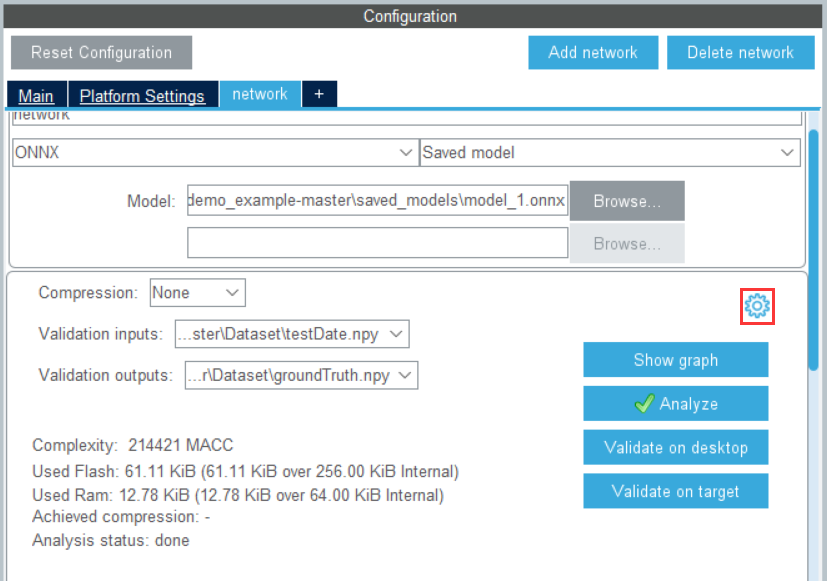 Configuration
Reset Configuration
Add network
Delete network
Main
Platform Settings
network
+
network
ONNX
Saved model
Model:
demo_example-master\saved_models\model_1.onnx
Browse...
Browse...
Compression:
None
Validation inputs:
...ster\Dataset\testDate.npy
Validation outputs:
...r\Dataset\groundTruth.npy
Show graph
Analyze
Validate on desktop
Validate on target
Complexity: 214421 MACC
Used Flash: 61.11 KiB (61.11 KiB over 256.00 KiB Internal)
Used Ram: 12.78 KiB (12.78 KiB over 64.00 KiB Internal)
Achieved compression: -
Analysis status: done